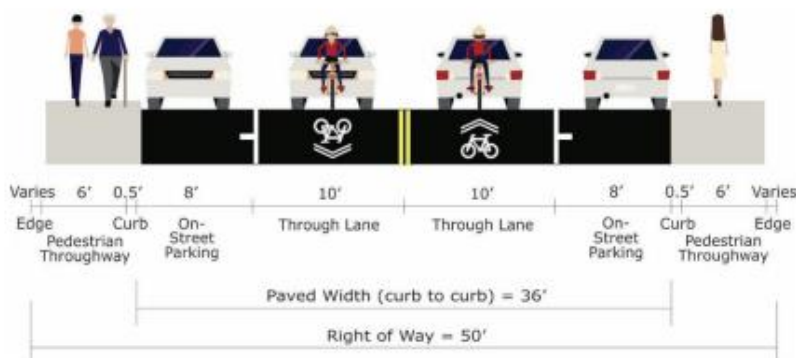 Varies 6' 0.5' 8' 10' 10' 8' 0.5' 6' Varies
Edge Curb On- Through Lane Through Lane On- Curb Edge
Pedestrian Street Street Pedestrian
Throughway Parking Parking Throughway
Paved Width (curb to curb) = 36'
Right of Way = 50'